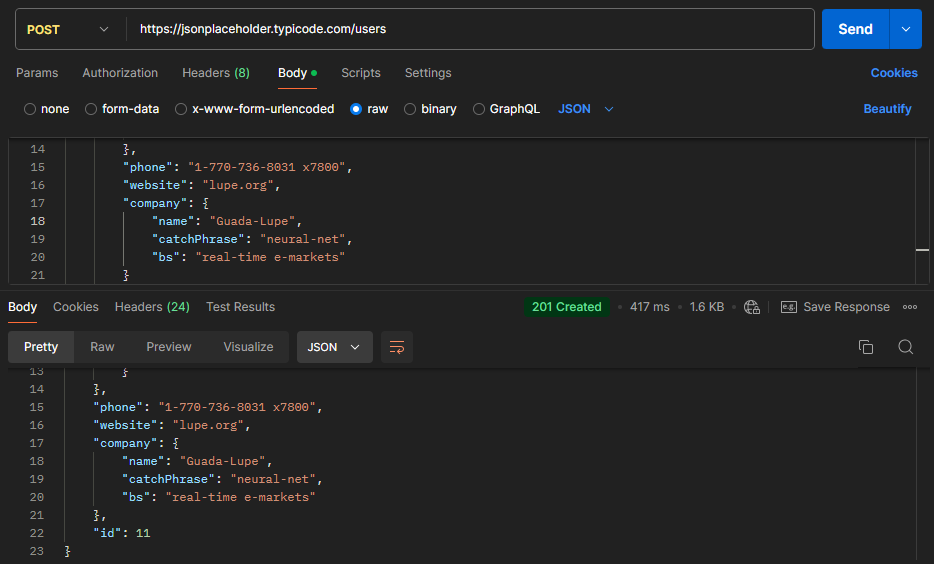 POST https://jsonplaceholder.typicode.com/users Send
Params Authorization Headers (8) Body Scripts Settings Cookies
none form-data x-www-form-urlencoded raw binary GraphQL JSON Beautify
14 },
15 "phone": "1-770-736-8031 x7800",
16 "website": "lupe.org",
17 "company": {
18 "name": "Guada-Lupe",
19 "catchPhrase": "neural-net",
20 "bs": "real-time e-markets"
21 }
Body Cookies Headers (24) Test Results 201 Created 417 ms 1.6 KB e.g. Save Response
Pretty Raw Preview Visualize JSON
13 }
14 },
15 "phone": "1-770-736-8031 x7800",
16 "website": "lupe.org",
17 "company": {
18 "name": "Guada-Lupe",
19 "catchPhrase": "neural-net",
20 "bs": "real-time e-markets"
21 },
22 "id": 11
23 }